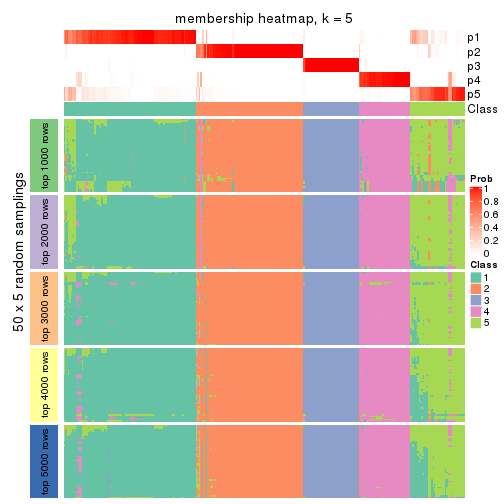 membership heatmap, k = 5
p1
p2
p3
p4
p5
Class
50 x 5 random samplings
top 1000 rows
top 2000 rows
top 3000 rows
top 4000 rows
top 5000 rows
Prob
1
0.8
0.6
0.4
0.2
0
Class
1
2
3
4
5